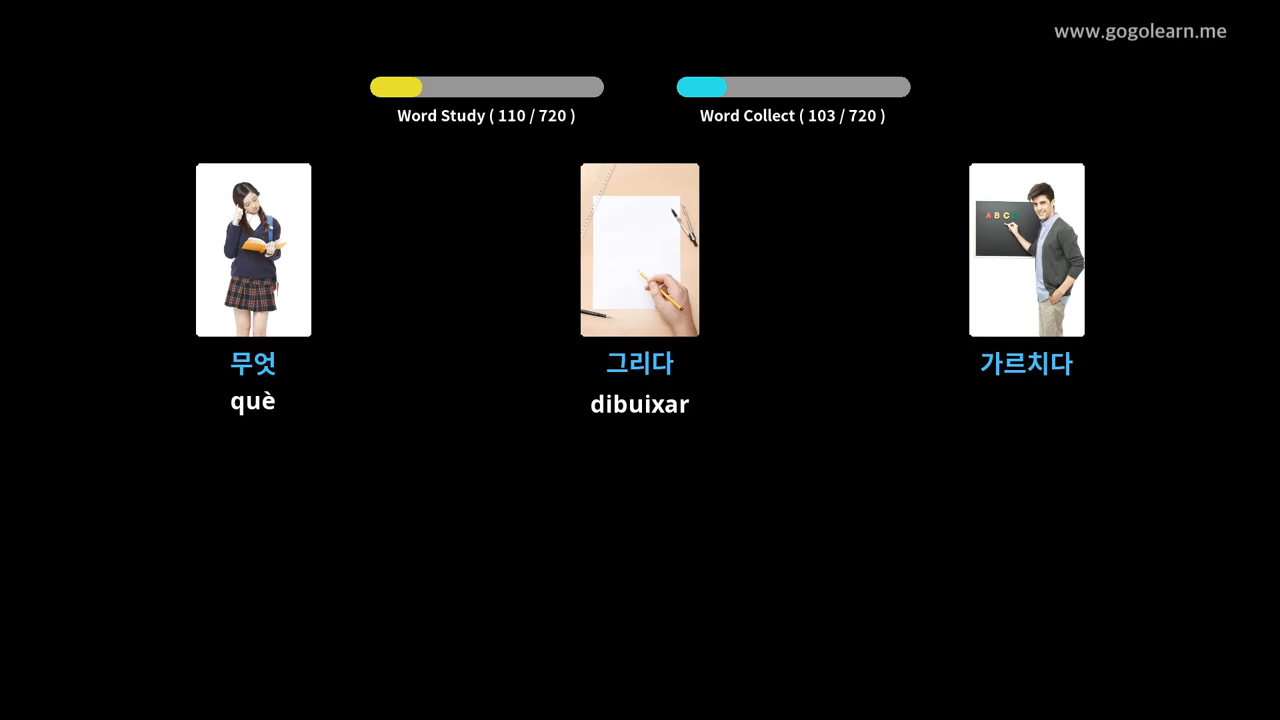 www.gogolearn.me
Word Study ( 110 / 720 )
Word Collect ( 103 / 720 )
A B C D
무엇
그리다
가르치다
què
dibuixar